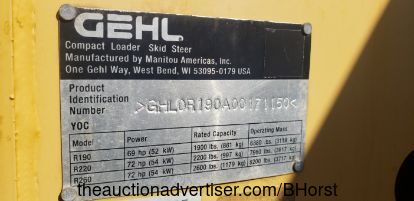 GEHL
Compact Loader Skid Steer
Manufactured by Manitou Americas, Inc.
One Gehl Way, West Bend, WI 53095-0179 USA
Product
Identification
Number >GHL0R190A00171150<
YOC
Model Power Rated Capacity Operating Mass
R190 69 hp (52 kW) 1900 lbs. (861 kg)
R220 72 hp (54 kW) 2200 lbs. (997 kg)
R260 72 hp (54 kW) 2600 lbs. (1179 kg)
theauctionadvertiser.com/BHorst